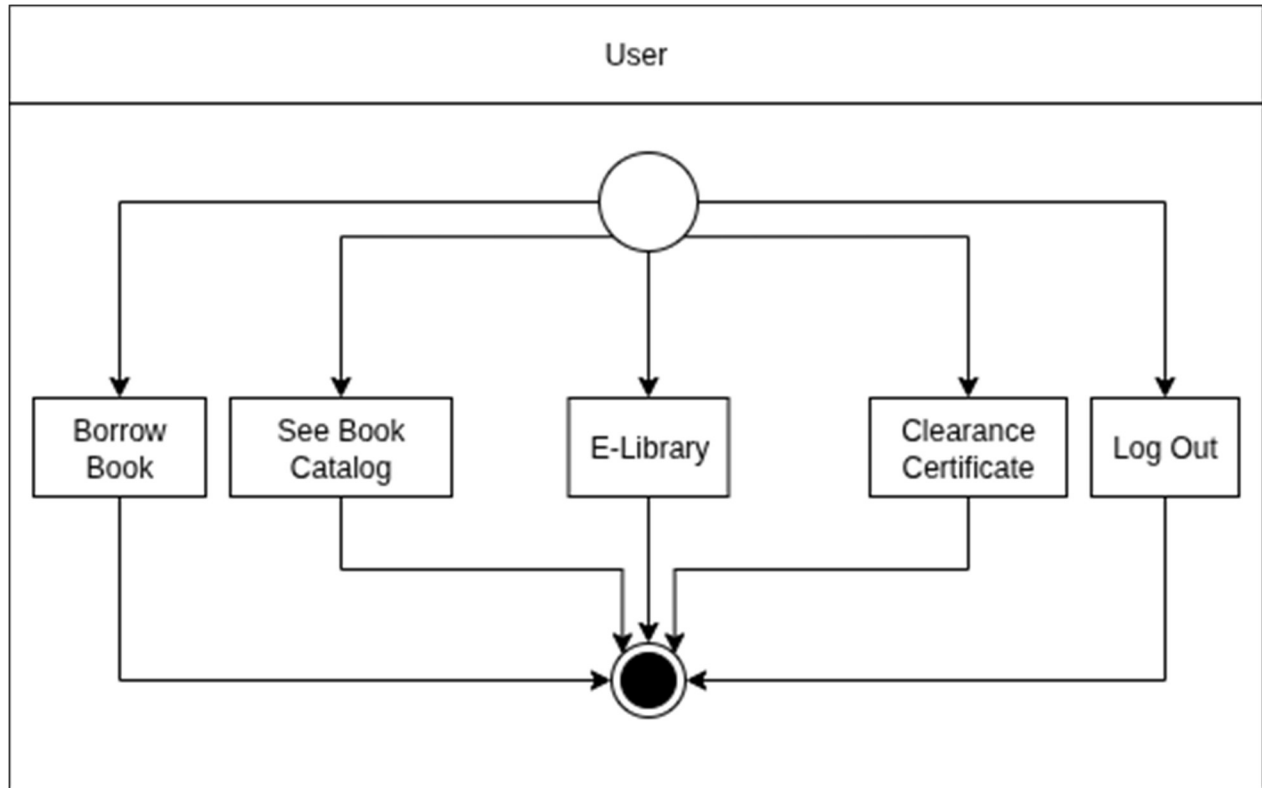 User
Borrow
Book
See Book
Catalog
E-Library
Clearance
Certificate
Log Out